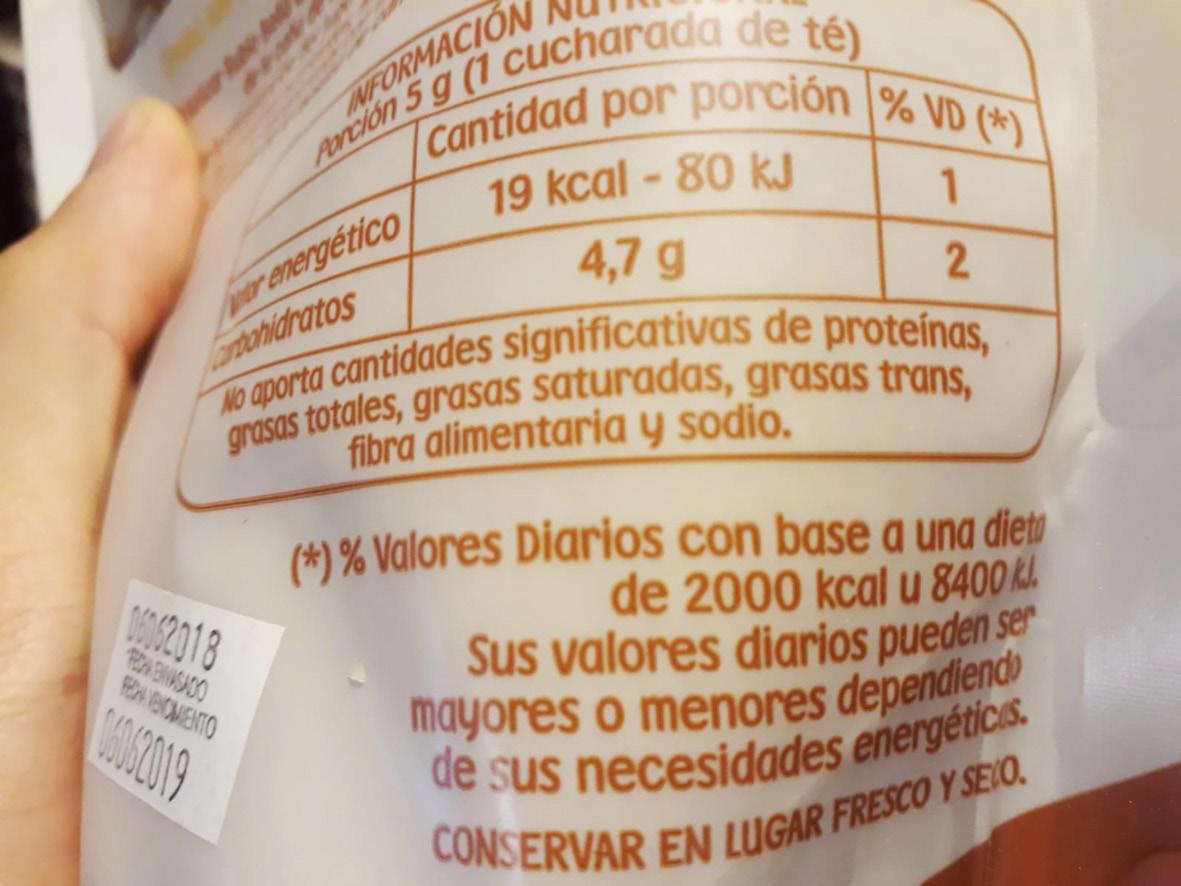 INFORMACIÓN NUTRICIONAL
Porción 5 g (1 cucharada de té)
Cantidad por porción % VD (*)
Valor energético 19 kcal - 80 kJ 1
Carbohidratos 4,7 g 2
No aporta cantidades significativas de proteínas,
grasas totales, grasas saturadas, grasas trans,
fibra alimentaria y sodio.
(*) % Valores Diarios con base a una dieta
de 2000 kcal u 8400 kJ.
Sus valores diarios pueden ser
mayores o menores dependiendo
de sus necesidades energéticas.
CONSERVAR EN LUGAR FRESCO Y SECO.
06062018
FECHA ENVASADO
FECHA VENCIMIENTO
06062019